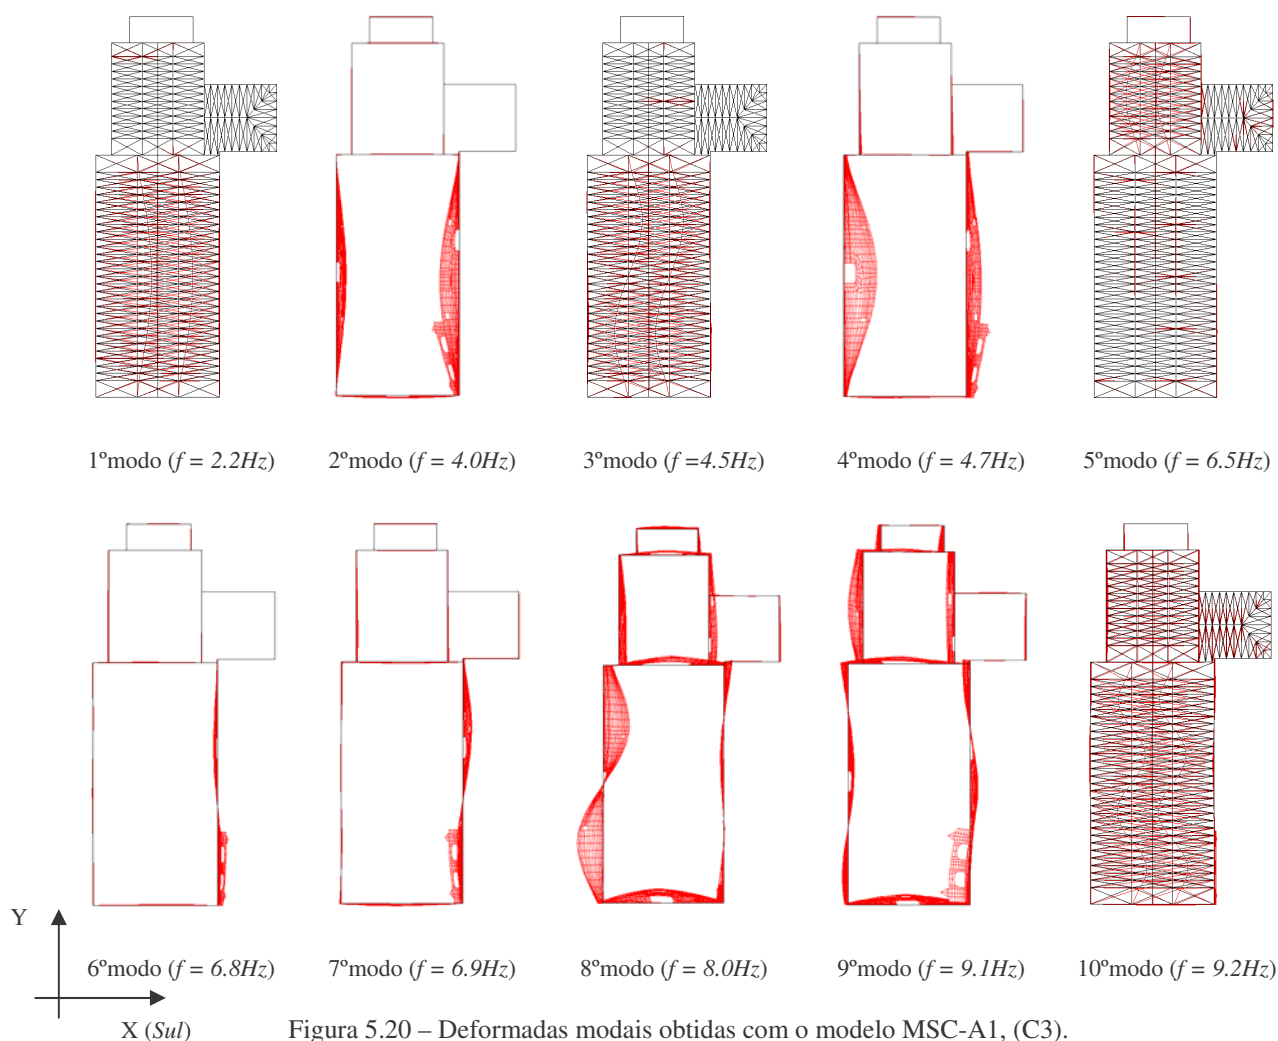 1ºmodo (f = 2.2Hz)
2ºmodo (f = 4.0Hz)
3ºmodo (f =4.5Hz)
4ºmodo (f = 4.7Hz)
5ºmodo (f = 6.5Hz)
Y
6ºmodo (f = 6.8Hz)
7ºmodo (f = 6.9Hz)
8ºmodo (f = 8.0Hz)
9ºmodo (f = 9.1Hz)
10ºmodo (f = 9.2Hz)
X (Sul)
Figura 5.20 – Deformadas modais obtidas com o modelo MSC-A1, (C3).